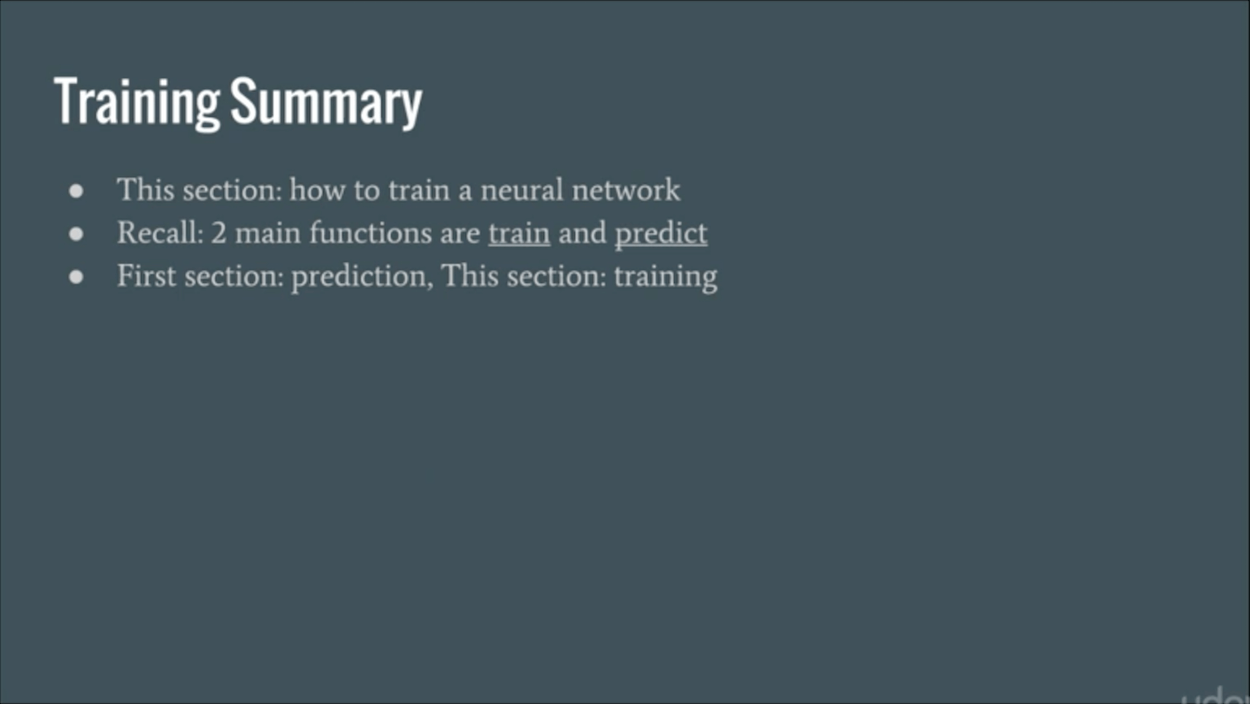 Training Summary
● This section: how to train a neural network
● Recall: 2 main functions are train and predict
● First section: prediction, This section: training